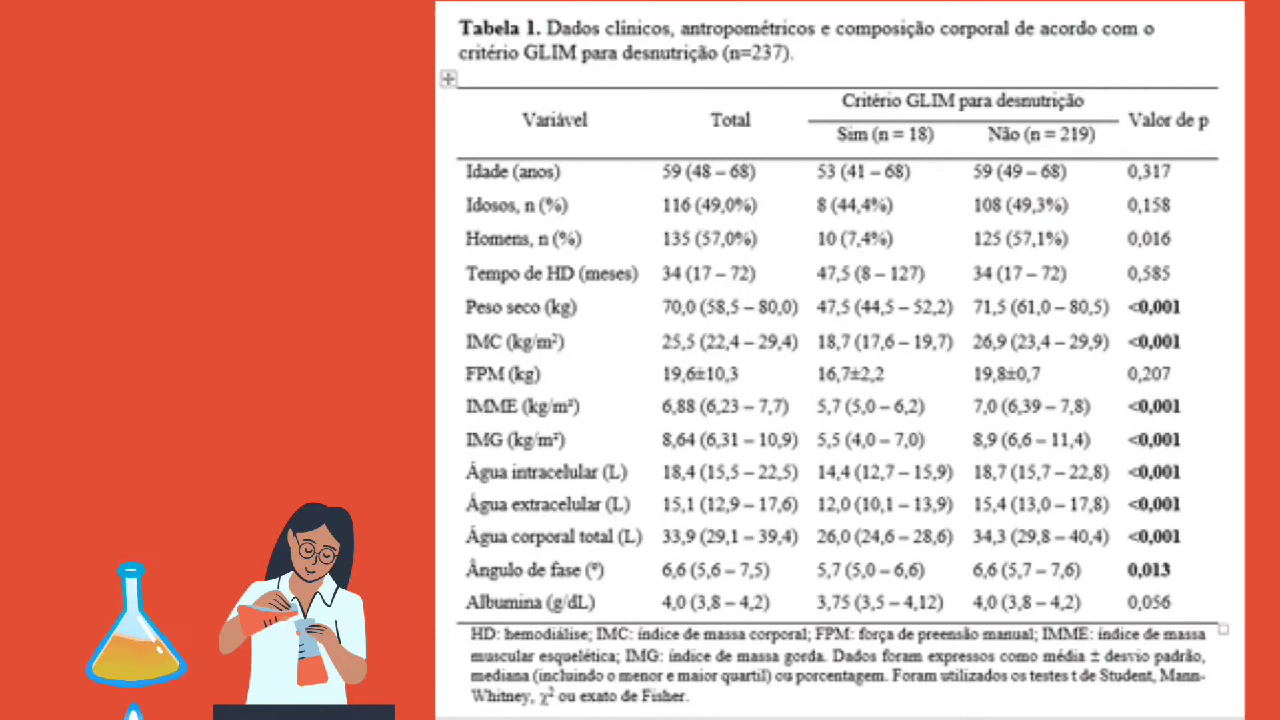 Tabela 1. Dados clínicos, antropométricos e composição corporal de acordo com o
critério GLIM para desnutrição (n=237).
Variável Total Critério GLIM para desnutrição Valor de p
Sim (n = 18) Não (n = 219)
Idade (anos) 59 (48 – 68) 53 (41 – 68) 59 (49 – 68) 0,317
Idosos, n (%) 116 (49,0%) 8 (44,4%) 108 (49,3%) 0,158
Homens, n (%) 135 (57,0%) 10 (7,4%) 125 (57,1%) 0,016
Tempo de HD (meses) 34 (17 – 72) 47,5 (8 – 127) 34 (17 – 72) 0,585
Peso seco (kg) 70,0 (58,5 – 80,0) 47,5 (44,5 – 52,2) 71,5 (61,0 – 80,5) <0,001
IMC (kg/m²) 25,5 (22,4 – 29,4) 18,7 (17,6 – 19,7) 26,9 (23,4 – 29,9) <0,001
FPM (kg) 19,6±10,3 16,7±2,2 19,8±0,7 0,207
IMME (kg/m²) 6,88 (6,23 – 7,7) 5,7 (5,0 – 6,2) 7,0 (6,39 – 7,8) <0,001
IMG (kg/m²) 8,64 (6,31 – 10,9) 5,5 (4,0 – 7,0) 8,9 (6,6 – 11,4) <0,001
Água intracelular (L) 18,4 (15,5 – 22,5) 14,4 (12,7 – 15,9) 18,7 (15,7 – 22,8) <0,001
Água extracelular (L) 15,1 (12,9 – 17,6) 12,0 (10,1 – 13,9) 15,4 (13,0 – 17,8) <0,001
Água corporal total (L) 33,9 (29,1 – 39,4) 26,0 (24,6 – 28,6) 34,3 (29,8 – 40,4) <0,001
Ângulo de fase (º) 6,6 (5,6 – 7,5) 5,7 (5,0 – 6,6) 6,6 (5,7 – 7,6) 0,013
Albumina (g/dL) 4,0 (3,8 – 4,2) 3,75 (3,5 – 4,12) 4,0 (3,8 – 4,2) 0,056
HD: hemodiálise; IMC: índice de massa corporal; FPM: força de preensão manual; IMME: índice de massa
muscular esquelética; IMG: índice de massa gorda. Dados foram expressos como média ± desvio padrão,
mediana (incluindo o menor e maior quartil) ou porcentagem. Foram utilizados os testes t de Student, Mann-
Whitney, χ² ou exato de Fisher.